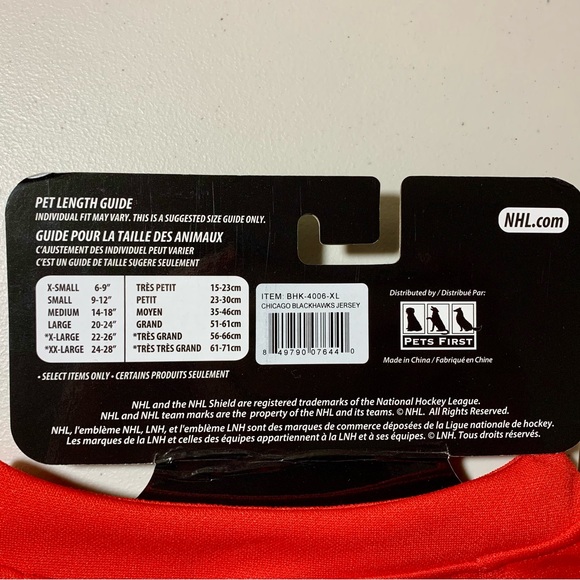 PET LENGTH GUIDE
INDIVIDUAL FIT MAY VARY. THIS IS A SUGGESTED SIZE GUIDE ONLY.
GUIDE POUR LA TAILLE DES ANIMAUX
C'AJUSTEMENT DES INDIVIDUEL PEUT VARIER
C'EST UN GUIDE DE TAILLE SUGERE SEULEMENT
NHL.com
X-SMALL 6-9" TRÈS PETIT 15-23cm
SMALL 9-12" PETIT 23-30cm
MEDIUM 14-18" MOYEN 35-46cm
LARGE 20-24" GRAND 51-61cm
*X-LARGE 22-26" *TRÈS GRAND 56-66cm
*XX-LARGE 24-28" *TRÈS TRÈS GRAND 61-71cm
• SELECT ITEMS ONLY • CERTAINS PRODUITS SEULEMENT
ITEM: BHK-4006-XL
CHICAGO BLACKHAWKS JERSEY
8 49790 07644 0
Distributed by / Distribué Par:
PETS FIRST
Made in China / Fabriqué en Chine
NHL and the NHL Shield are registered trademarks of the National Hockey League.
NHL and NHL team marks are the property of the NHL and its teams. © NHL. All Rights Reserved.
NHL, l'emblème NHL, LNH, et l'emblème LNH sont des marques de commerce déposées de la Ligue nationale de hockey.
Les marques de la LNH et celles des équipes appartiennent à la LNH et à ses équipes. © LNH. Tous droits réservés.